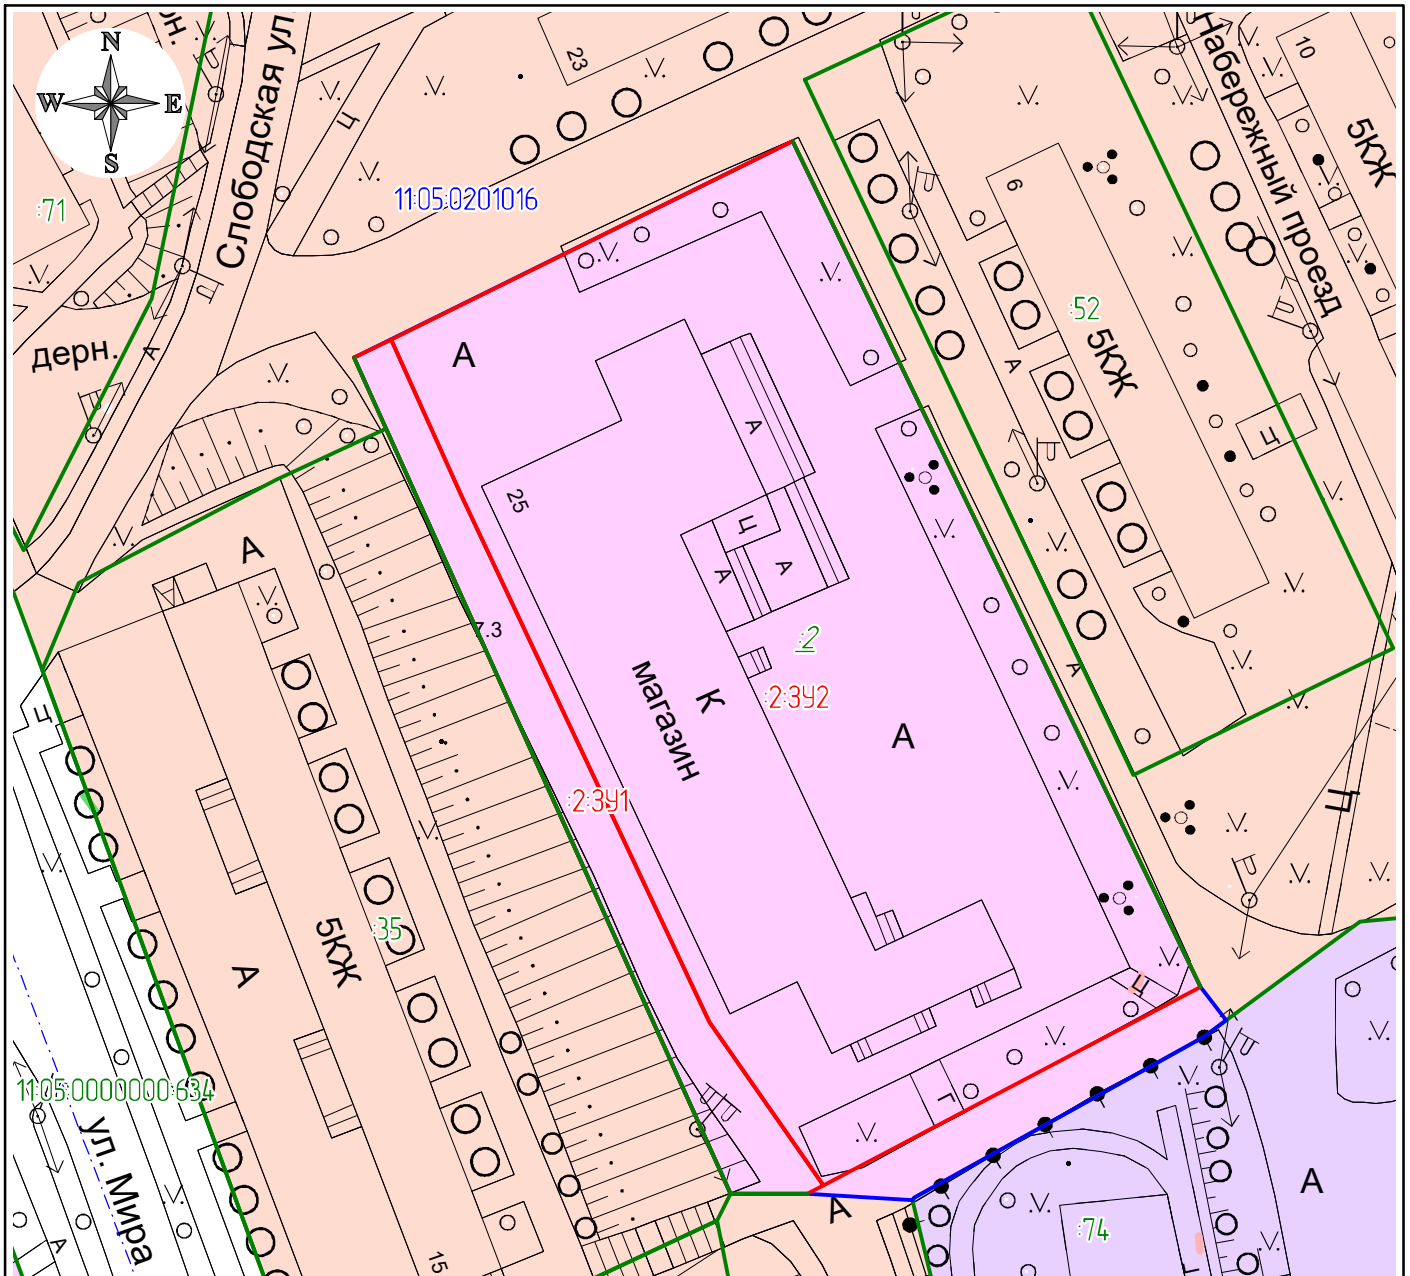 N
W
E
S
рн.
Слободская ул.
Ц
23
10
5КЖ
Набережный проезд
:71
11:05:0201016
6
:52
5КЖ
дерн.
А
А
А
А
Ц
25
Ц
А
А
А
А
7.3
:2
:2:ЗУ2
К
магазин
А
:2:ЗУ1
Ц
Ц
5КЖ
:35
А
Ц
Г
11:05:0000000:634
ул. Мира
А
А
А
:74
15
Г